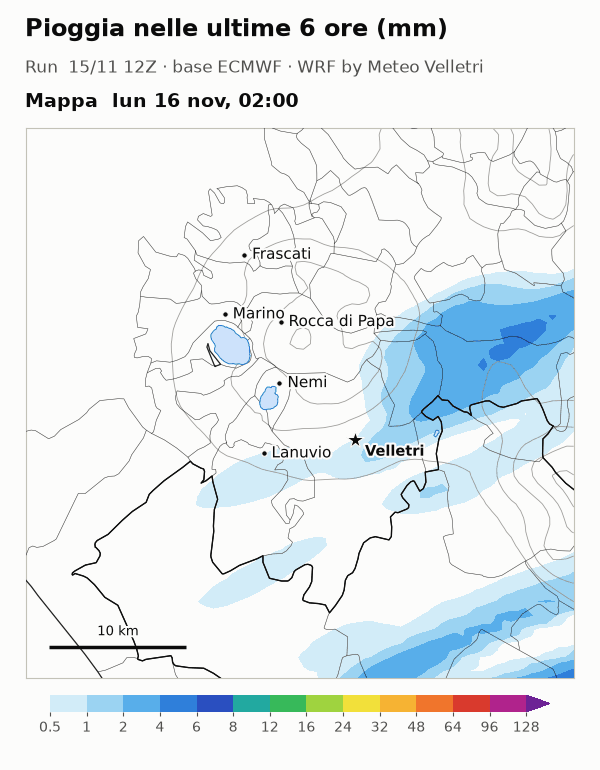 Pioggia nelle ultime 6 ore (mm)
Run  15/11 12Z · base ECMWF · WRF by Meteo Velletri
Mappa  lun 16 nov, 02:00
Frascati
Marino
Rocca di Papa
Nemi
Velletri
Lanuvio
10 km
0.5 1 2 4 6 8 12 16 24 32 48 64 96 128